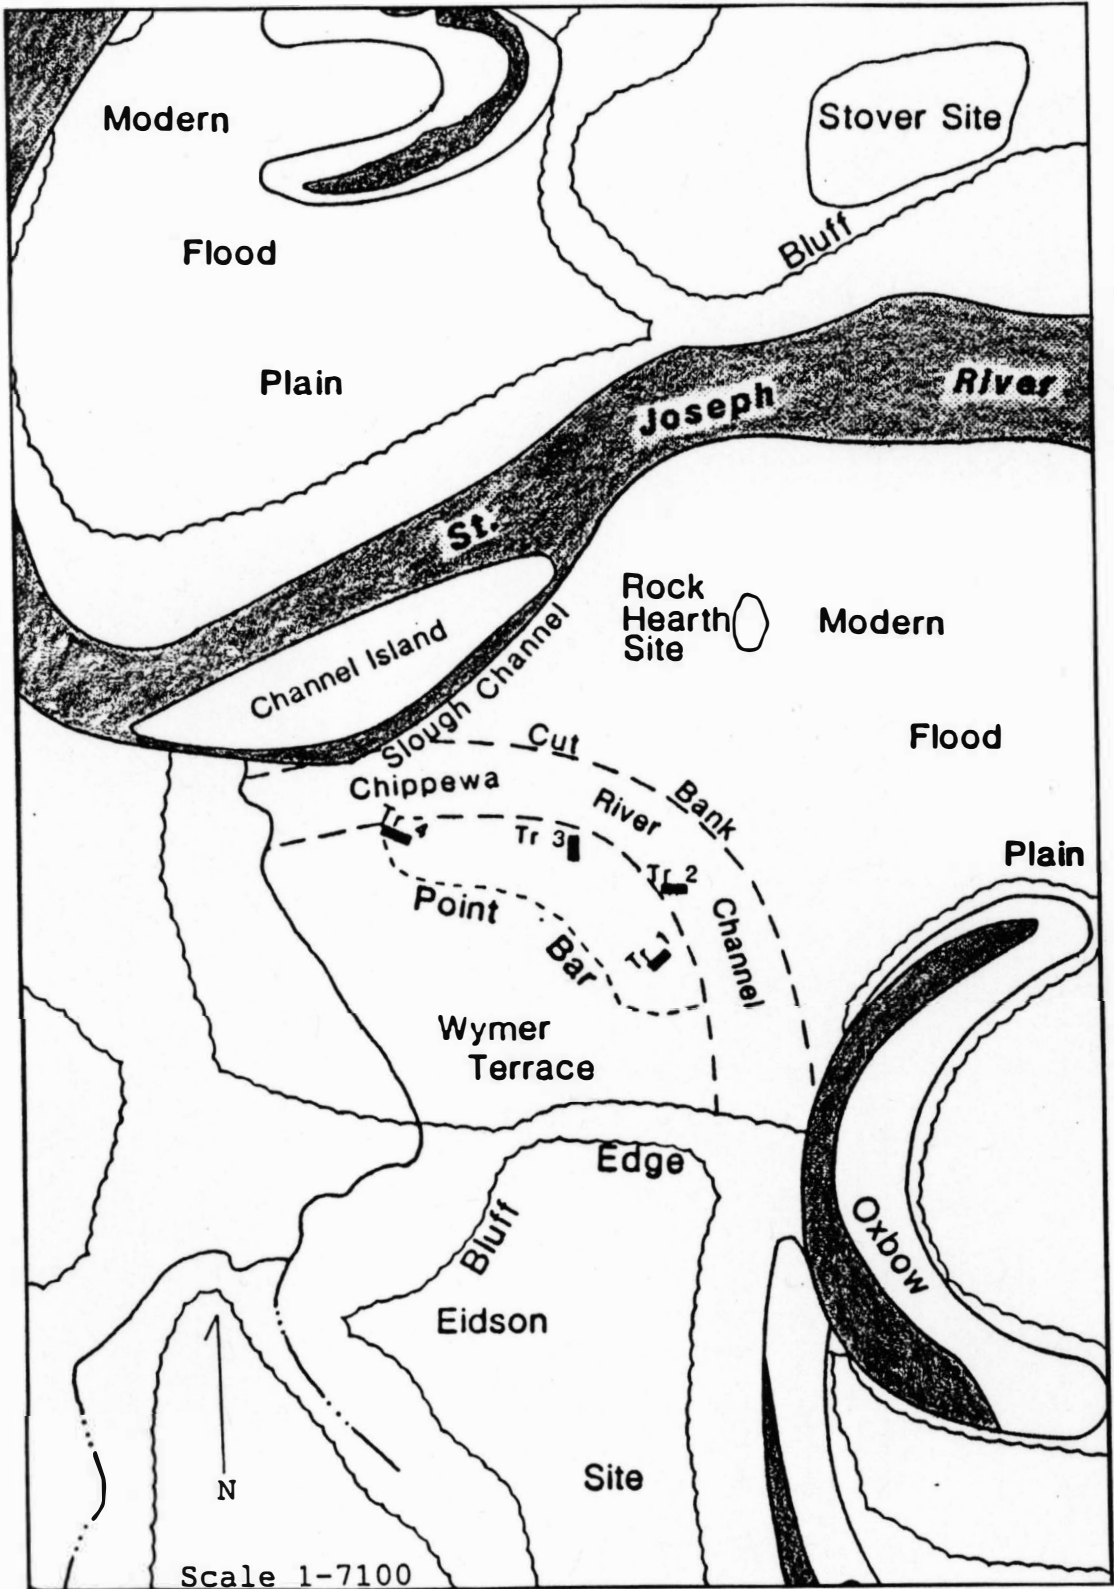 Modern
Stover Site
Flood
Bluff
Plain
St. Joseph River
Rock
Hearth
Site
Modern
Channel Island
Slough Channel
Flood
Cut Bank
Chippewa River Channel
Tr 4
Tr 3
Tr 2
Plain
Point Bar
Tr 1
Wymer
Terrace
Edge
Bluff
Oxbow
Eidson
Site
N
Scale 1-7100